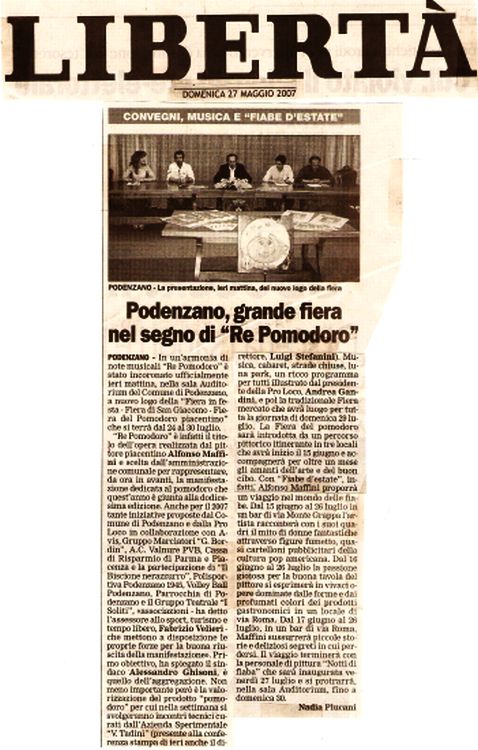 LIBERTÀ
DOMENICA 27 MAGGIO 2007
CONVEGNI, MUSICA E "FIABE D'ESTATE"
PODENZANO - La presentazione, ieri mattina, del nuovo logo della fiera
Podenzano, grande fiera
nel segno di "Re Pomodoro"
PODENZANO - In un'armonia di
note musicali "Re Pomodoro" è
stato incoronato ufficialmente
ieri mattina, nella sala Audito-
rium del Comune di Podenzano,
a nuovo logo della "Fiera in fe-
sta - Fiera di San Giacomo - Fie-
ra del Pomodoro piacentino"
che si terrà dal 24 al 30 luglio.
"Re Pomodoro" è infatti il tito-
lo dell'opera realizzata dal pit-
tore piacentino Alfonso Maffi-
ni e scelta dall'amministrazio-
ne comunale per rappresentare,
da ora in avanti, la manifesta-
zione dedicata al pomodoro che
quest'anno è giunta alla dodice-
sima edizione. Anche per il 2007
tante iniziative proposte dal Co-
mune di Podenzano e dalla Pro
Loco in collaborazione con A-
vis, Gruppo Marciatori "G. Bor-
din", A.C. Valnure PVB, Cassa
di Risparmio di Parma e Pia-
cenza e la partecipazione di "Il
Biscione nerazzurro", Polispor-
tiva Podenzano 1945, Volley Ball
Podenzano, Parrocchia di Po-
denzano e il Gruppo Teatrale "I
Soliti", «associazioni - ha detto
l'assessore allo sport, turismo e
tempo libero, Fabrizio Velieri -
che mettono a disposizione le
proprie forze per la buona riu-
scita della manifestazione». Pri-
mo obiettivo, ha spiegato il sin-
daco Alessandro Ghisoni, è
quello dell'aggregazione. Non
meno importante però è la valo-
rizzazione del prodotto "pomo-
doro" per cui nella settimana si
svolgeranno incontri tecnici cu-
rati dall'Azienda Sperimentale
"V. Tadini" (presente alla confe-
renza stampa di ieri anche il di-
rettore, Luigi Stefanini). Mu-
sica, cabaret, strade chiuse, lu-
na park, un ricco programma
per tutti illustrato dal presiden-
te della Pro Loco, Andrea Gan-
dini, e poi la tradizionale Fiera
mercato che avrà luogo per tut-
ta la giornata di domenica 29 lu-
glio. La Fiera del pomodoro
sarà introdotta da un percorso
pittorico itinerante in tre locali
che avrà inizio il 15 giugno e ac-
compagnerà per oltre un mese
gli amanti dell'arte e del buon
cibo. Con "Fiabe d'estate", in-
fatti, Alfonso Maffini proporrà
un viaggio nel mondo delle fia-
be. Dal 15 giugno al 26 luglio in
un bar di via Monte Grappa l'ar-
tista racconterà con i suoi qua-
dri il mito di donne fantastiche
attraverso figure fumetto, qua-
si cartelloni pubblicitari della
cultura pop americana. Dal 16
giugno al 26 luglio la passione
gioiosa per la buona tavola del
pittore si esprimerà in vivaci o-
pere dominate dalle forme e dai
profumati colori dei prodotti
gastronomici in un locale di
via Roma. Dal 17 giugno al 26
luglio, in un bar di via Roma,
Maffini sussurrerà piccole sto-
rie e deliziosi segreti in cui per-
dersi. Il viaggio terminerà con
la personale di pittura "Notti di
fiaba" che sarà inaugurata ve-
nerdì 27 luglio e si protrarrà,
nella sala Auditorium, fino a
domenica 30.
Nadia Plucani